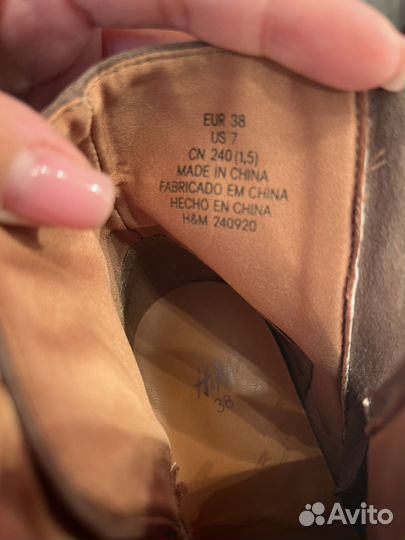 EUR 38
US 7
CN 240 (1,5)
MADE IN CHINA
FABRICADO EM CHINA
HECHO EN CHINA
H&M 240920
H&M
38
Avito